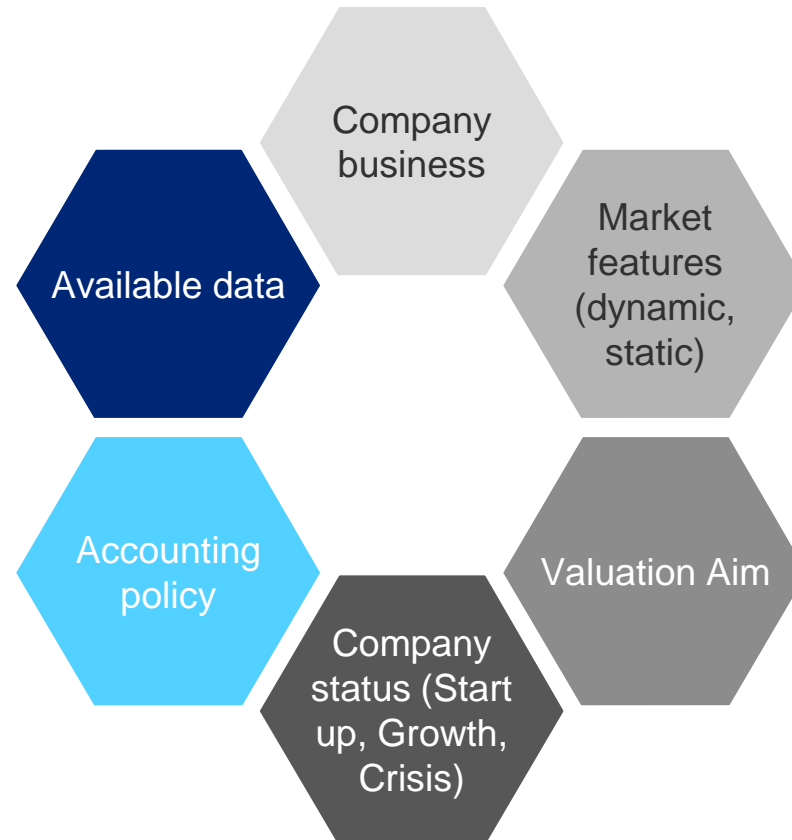 Company
business
Market
features
(dynamic,
static)
Valuation Aim
Company
status (Start
up, Growth,
Crisis)
Accounting
policy
Available data